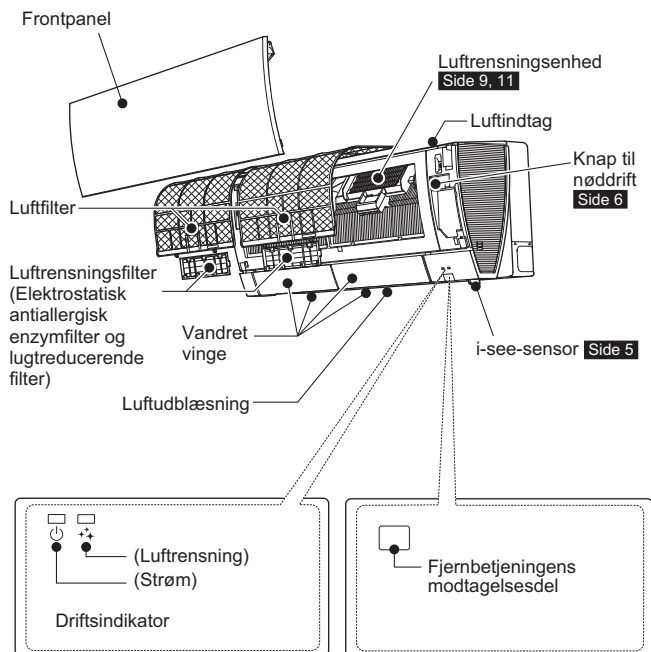 Frontpanel
Luftrensningsenhed
Side 9, 11
Luftindtag
Knap til
nøddrift
Side 6
Luftfilter
Luftrensningsfilter
(Elektrostatisk
antiallergisk
enzymfilter og
lugtreducerende
filter)
Vandret
vinge
i-see-sensor Side 5
Luftudblæsning
(Luftrensning)
(Strøm)
Driftsindikator
Fjernbetjeningens
modtagelsesdel